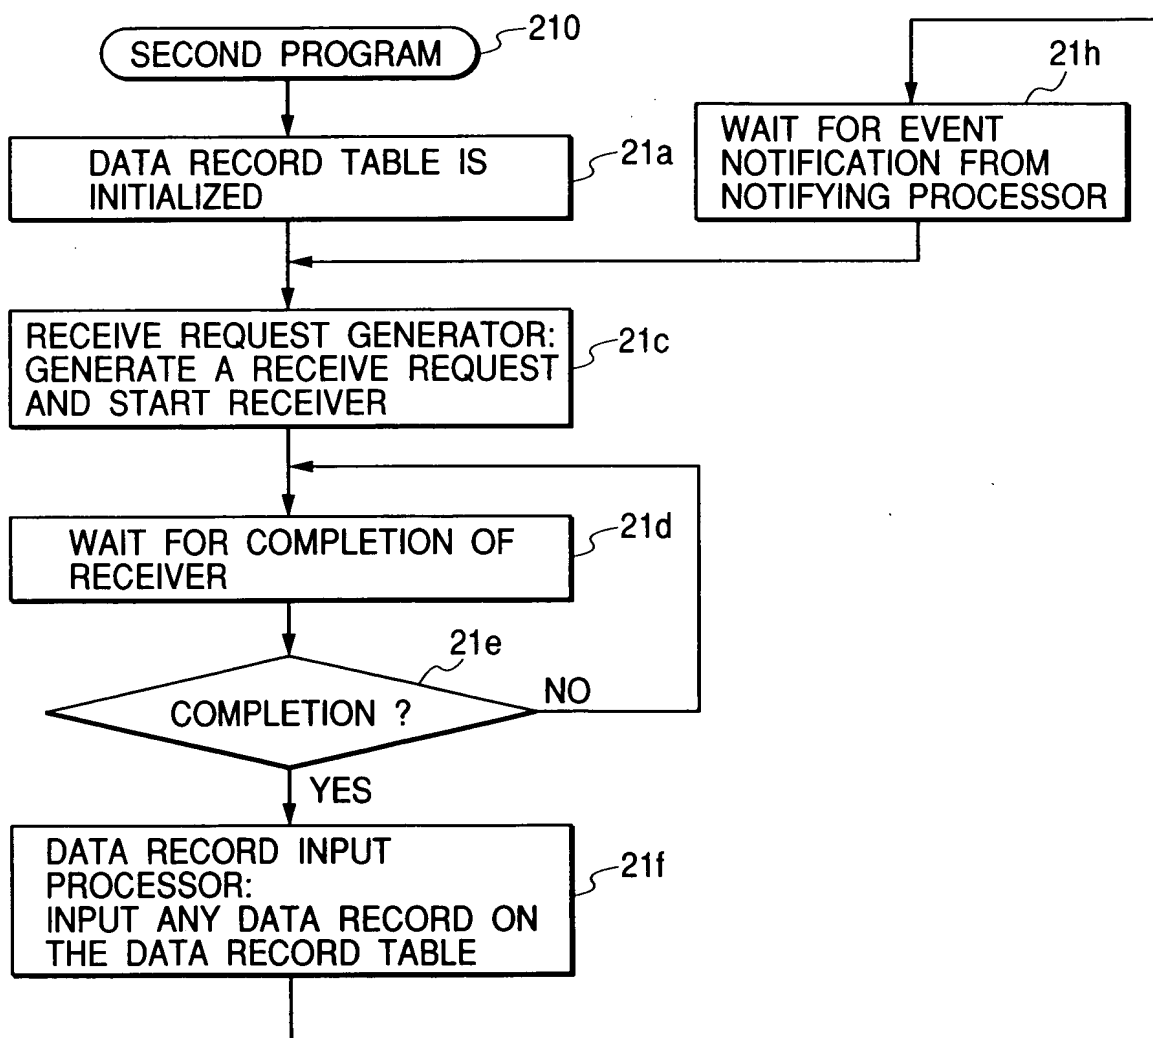 SECOND PROGRAM
210
DATA RECORD TABLE IS
INITIALIZED
21a
21h
WAIT FOR EVENT
NOTIFICATION FROM
NOTIFYING PROCESSOR
RECEIVE REQUEST GENERATOR:
GENERATE A RECEIVE REQUEST
AND START RECEIVER
21c
WAIT FOR COMPLETION OF
RECEIVER
21d
21e
COMPLETION ?
NO
YES
DATA RECORD INPUT
PROCESSOR:
INPUT ANY DATA RECORD ON
THE DATA RECORD TABLE
21f